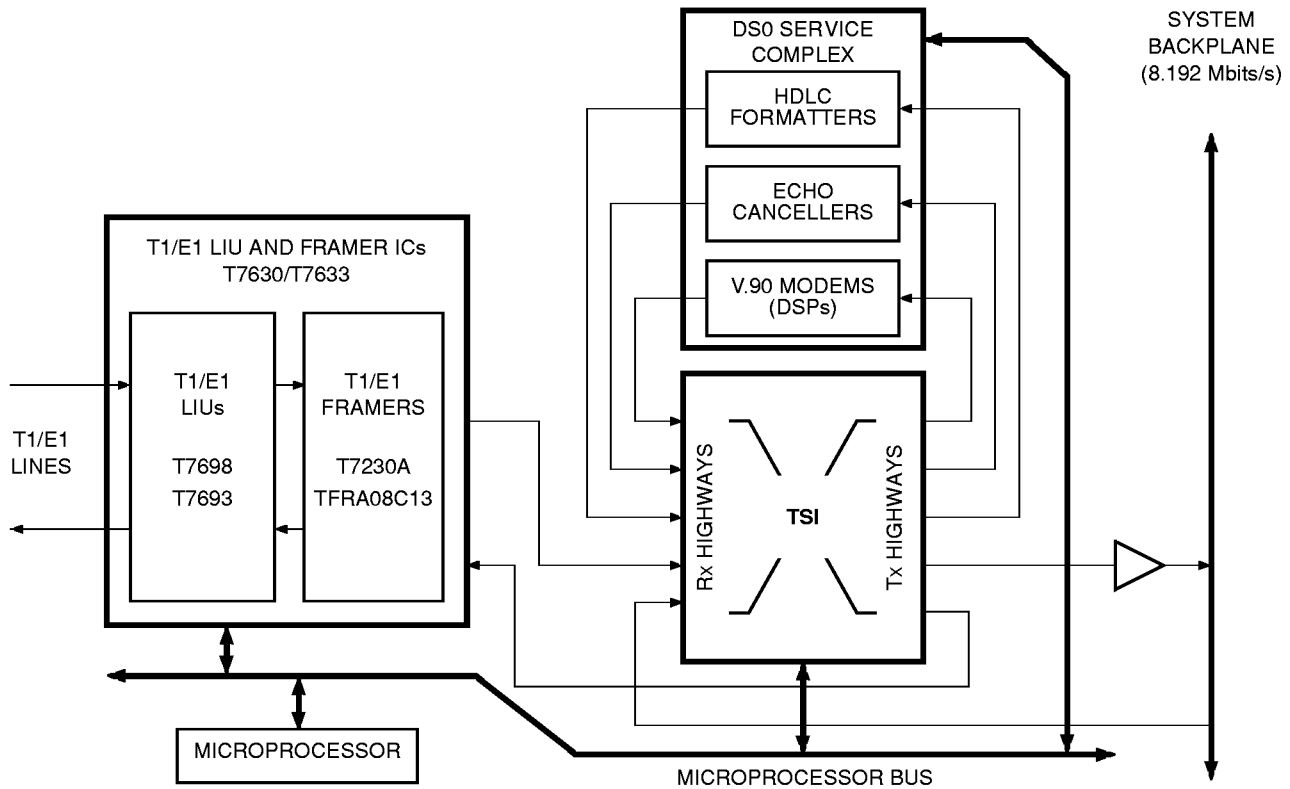 SYSTEM
BACKPLANE
(8.192 Mbits/s)
DS0 SERVICE
COMPLEX
HDLC
FORMATTERS
ECHO
CANCELLERS
V.90 MODEMS
(DSPs)
T1/E1 LIU AND FRAMER ICs
T7630/T7633
T1/E1
LIUs
T7698
T7693
T1/E1
FRAMERS
T7230A
TFRA08C13
T1/E1
LINES
Rx HIGHWAYS
TSI
Tx HIGHWAYS
MICROPROCESSOR
MICROPROCESSOR BUS